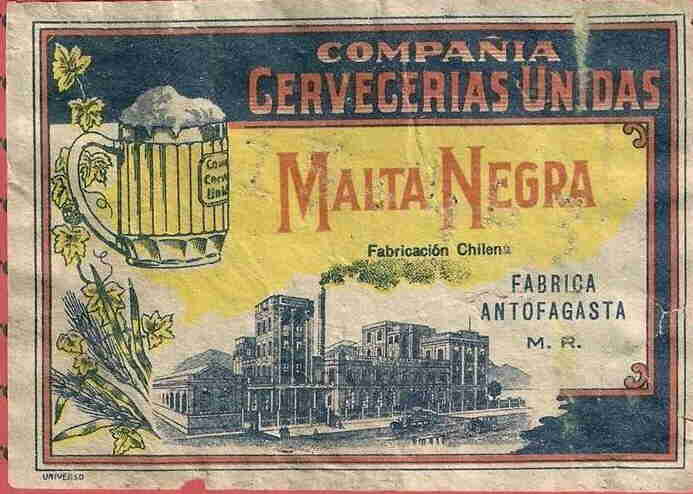 COMPAÑIA
CERVECERIAS UNIDAS
MALTA NEGRA
Fabricación Chilena
FABRICA
ANTOFAGASTA
M. R.
UNIVERSO